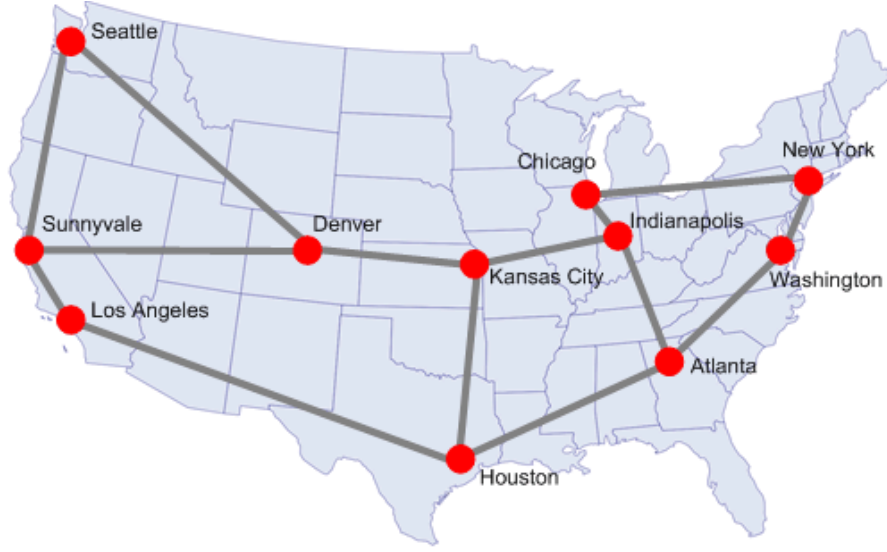 Seattle
New York
Chicago
Sunnyvale
Denver
Indianapolis
Kansas City
Washington
Los Angeles
Atlanta
Houston